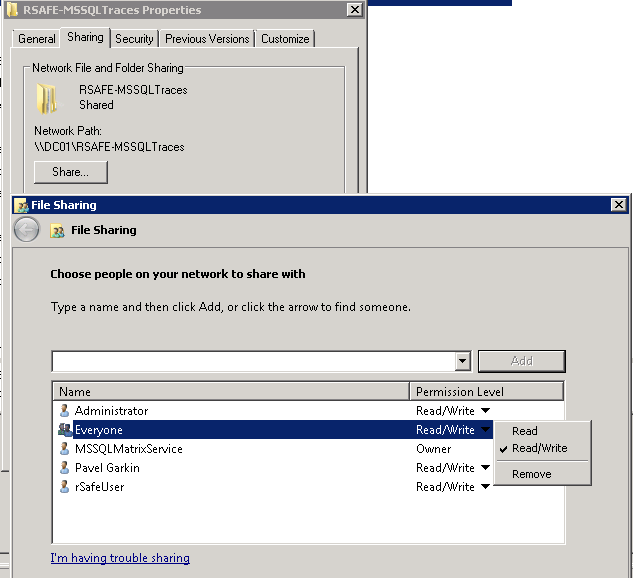 RSAFE-MSSQLTraces Properties
General Sharing Security Previous Versions Customize
Network File and Folder Sharing
RSAFE-MSSQLTraces
Shared
Network Path:
\\DC01\RSAFE-MSSQLTraces
Share...
File Sharing
File Sharing
Choose people on your network to share with
Type a name and then click Add, or click the arrow to find someone.
Add
Name Permission Level
Administrator Read/Write
Everyone Read/Write
MSSQLMatrixService Owner
Pavel Garkin Read/Write
rSafeUser Read/Write
Read
Read/Write
Remove
I'm having trouble sharing